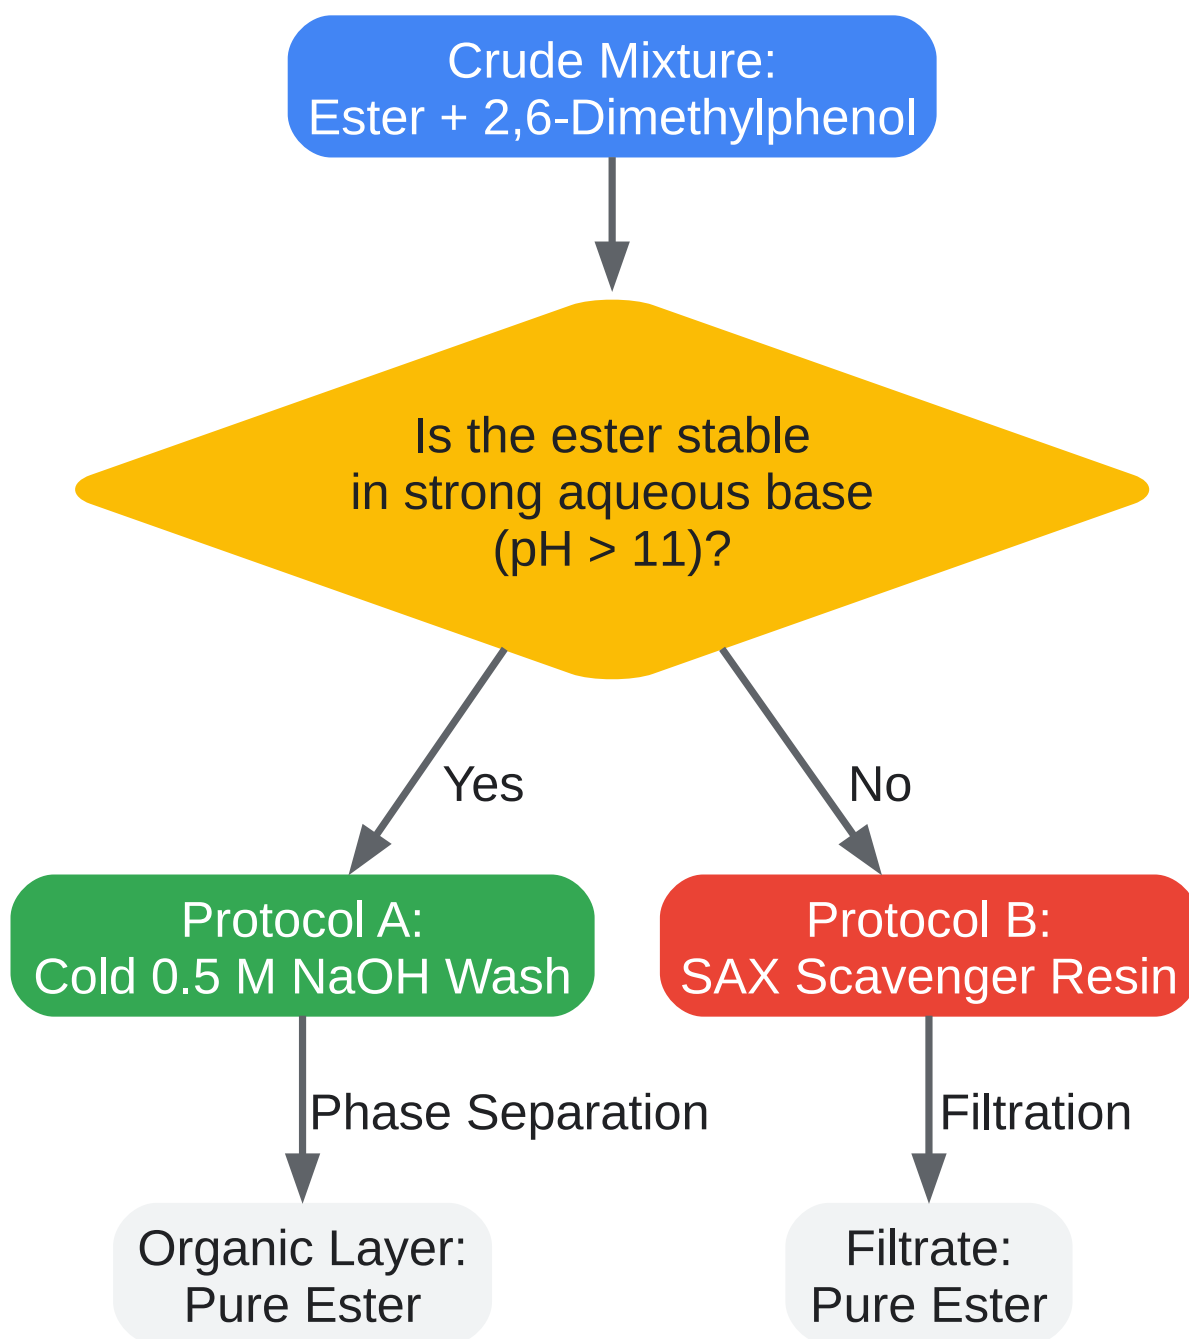 Crude Mixture:
Ester + 2,6-Dimethylphenol
Is the ester stable
in strong aqueous base
(pH > 11)?
Yes
No
Protocol A:
Cold 0.5 M NaOH Wash
Protocol B:
SAX Scavenger Resin
Phase Separation
Filtration
Organic Layer:
Pure Ester
Filtrate:
Pure Ester